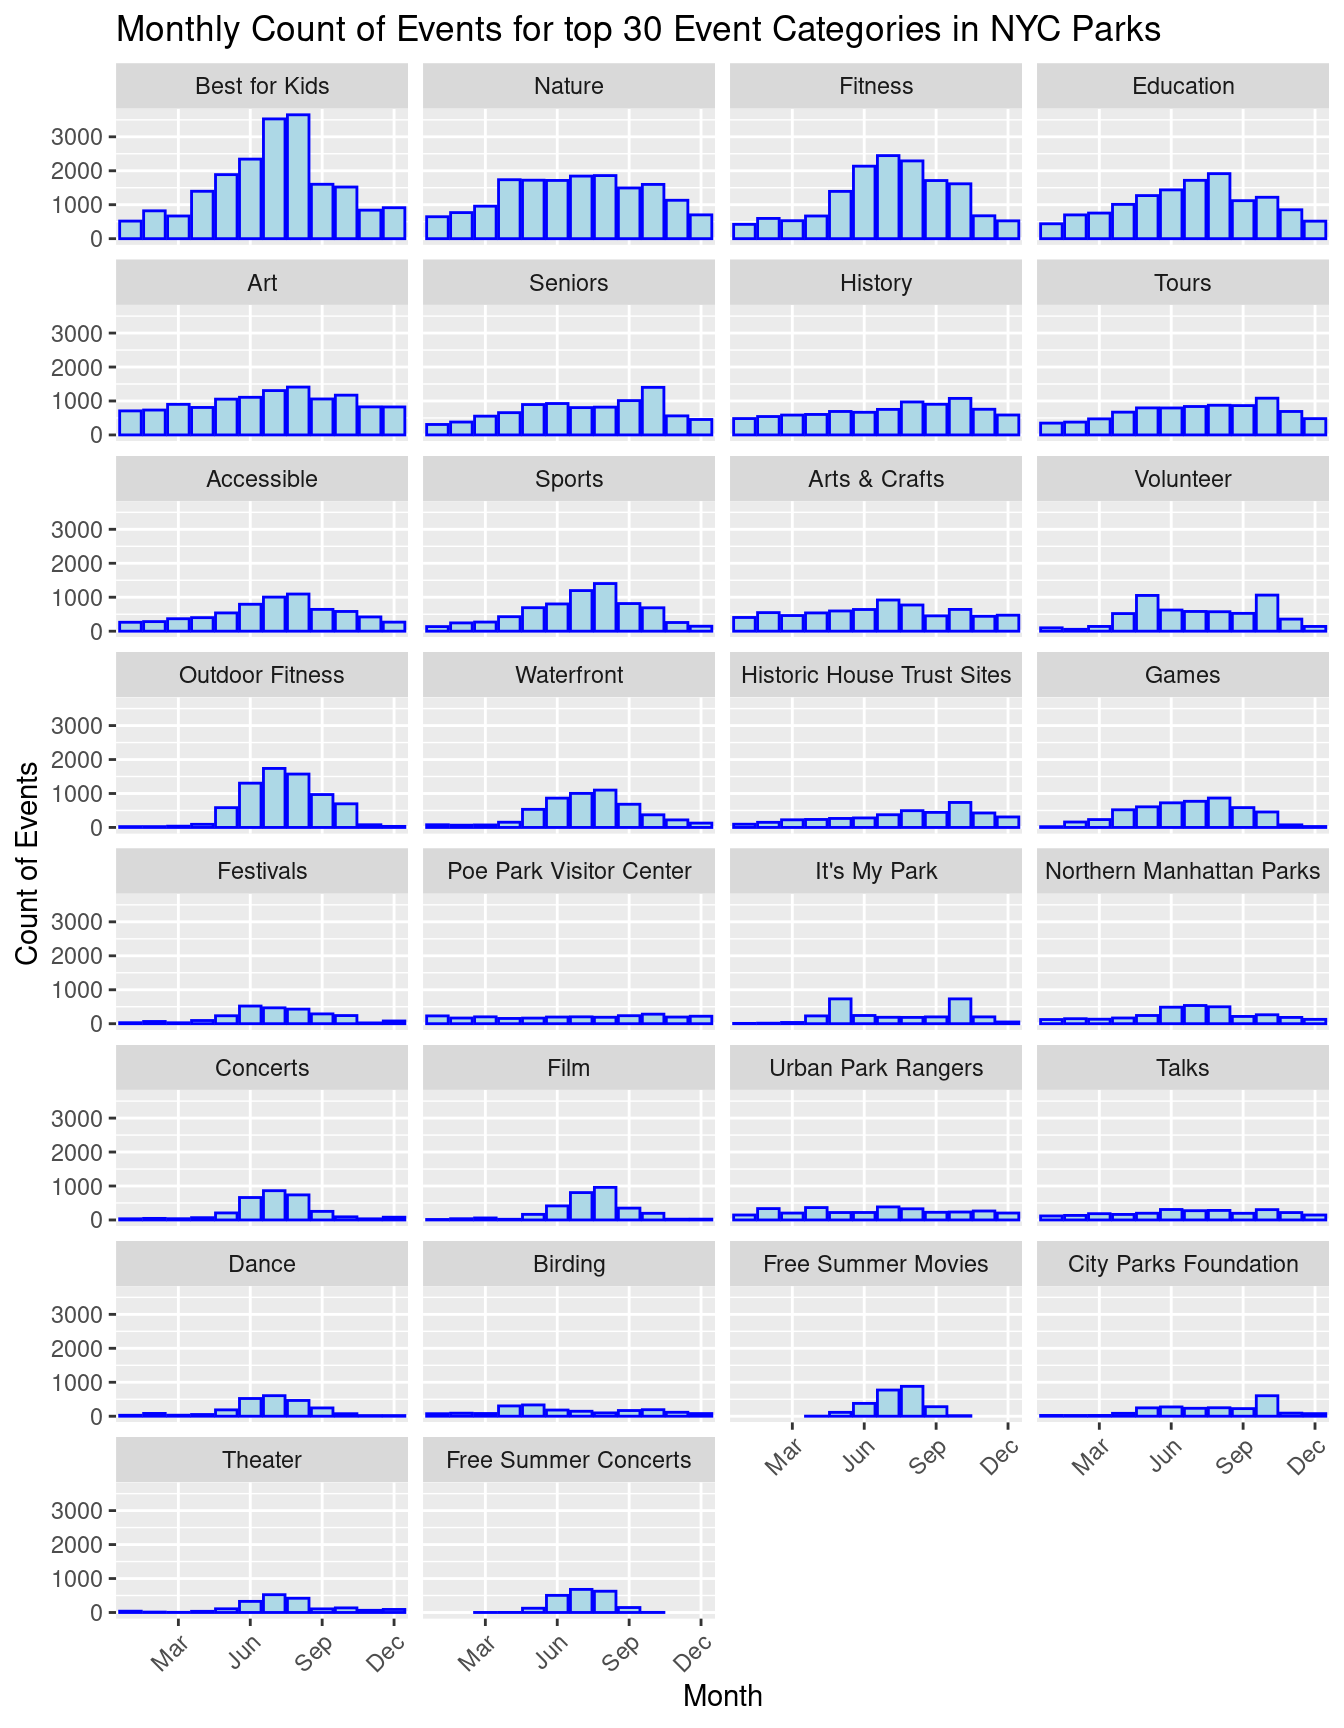 Monthly Count of Events for top 30 Event Categories in NYC Parks
Best for Kids
Nature
Fitness
Education
3000
2000
1000
0
Art
Seniors
History
Tours
3000
2000
1000
0
Accessible
Sports
Arts & Crafts
Volunteer
3000
2000
1000
0
Outdoor Fitness
Waterfront
Historic House Trust Sites
Games
3000
2000
1000
0
Count of Events
Festivals
Poe Park Visitor Center
It's My Park
Northern Manhattan Parks
3000
2000
1000
0
Concerts
Film
Urban Park Rangers
Talks
3000
2000
1000
0
Dance
Birding
Free Summer Movies
City Parks Foundation
3000
2000
1000
0
Mar Jun Sep Dec
Mar Jun Sep Dec
Theater
Free Summer Concerts
3000
2000
1000
0
Mar Jun Sep Dec
Mar Jun Sep Dec
Month